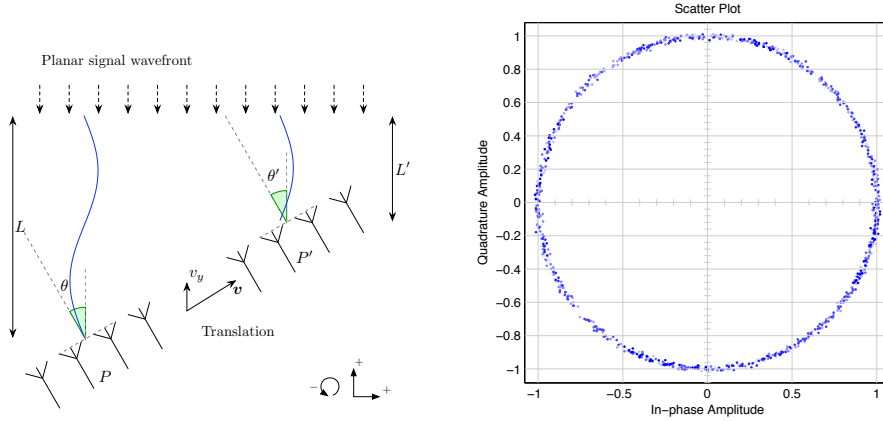 Planar signal wavefront
L
θ
P
θ′
L′
P′
v_y
v
Translation
−
+
+
Scatter Plot
Quadrature Amplitude
1
0.8
0.6
0.4
0.2
0
−0.2
−0.4
−0.6
−0.8
−1
−1 −0.5 0 0.5 1
In−phase Amplitude